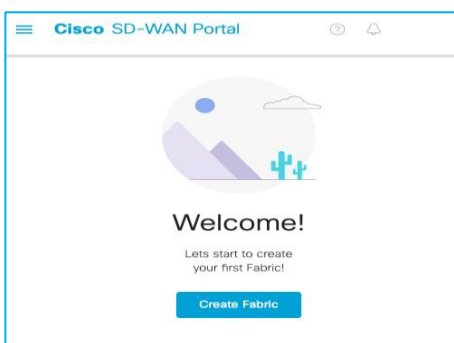 Cisco SD-WAN Portal
Welcome!
Lets start to create
your first Fabric!
Create Fabric